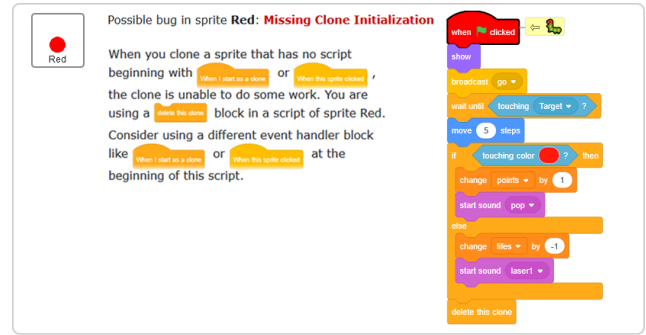 Possible bug in sprite Red: Missing Clone Initialization
Red
When you clone a sprite that has no script
beginning with When I start as a clone or When this sprite clicked ,
the clone is unable to do some work. You are
using a delete this clone block in a script of sprite Red.
Consider using a different event handler block
like When I start as a clone or When this sprite clicked at the
beginning of this script.
when clicked
show
broadcast go
wait until touching Target ?
move 5 steps
if touching color ? then
change points by 1
start sound pop
else
change lifes by -1
start sound laser1
delete this clone